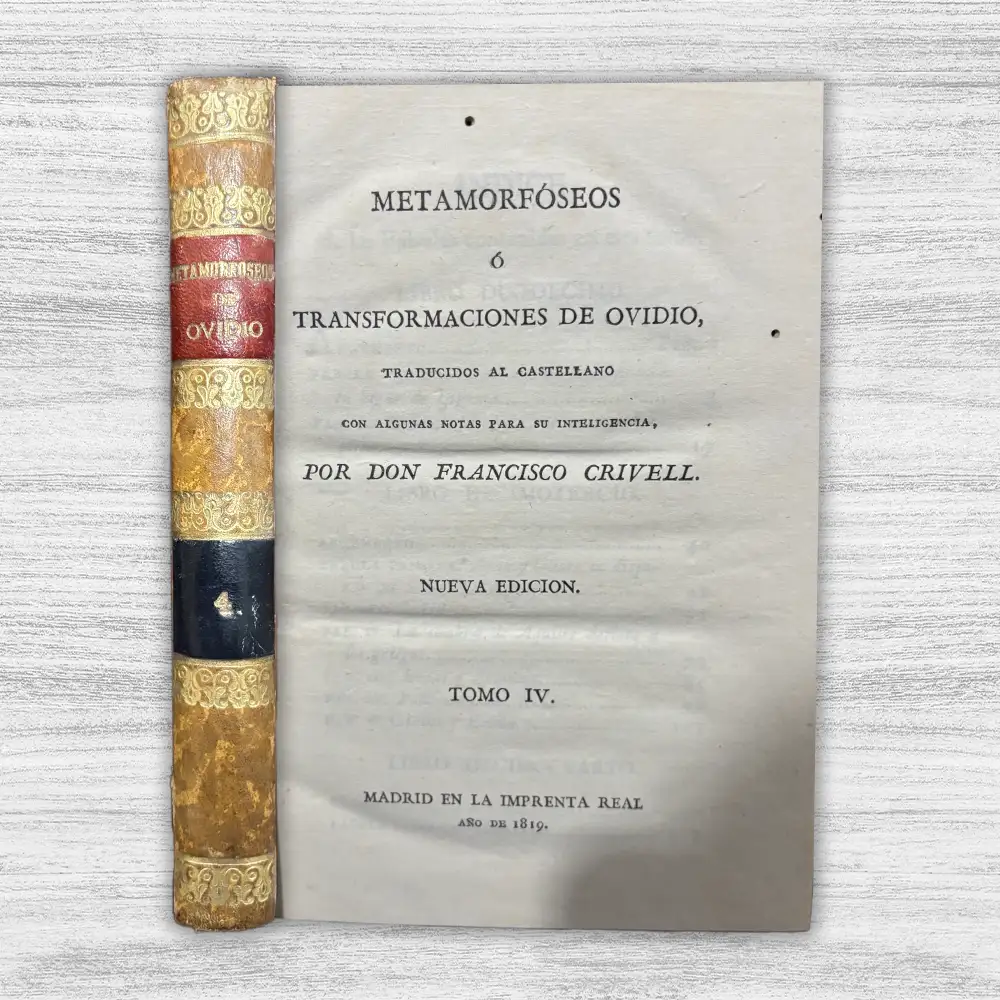 METAMORFOSEOS
DE
OVIDIO
4.
METAMORFÓSEOS
Ó
TRANSFORMACIONES DE OVIDIO,
TRADUCIDOS AL CASTELLANO
CON ALGUNAS NOTAS PARA SU INTELIGENCIA,
POR DON FRANCISCO CRIVELL.
NUEVA EDICION.
TOMO IV.
MADRID EN LA IMPRENTA REAL
AÑO DE 1819.